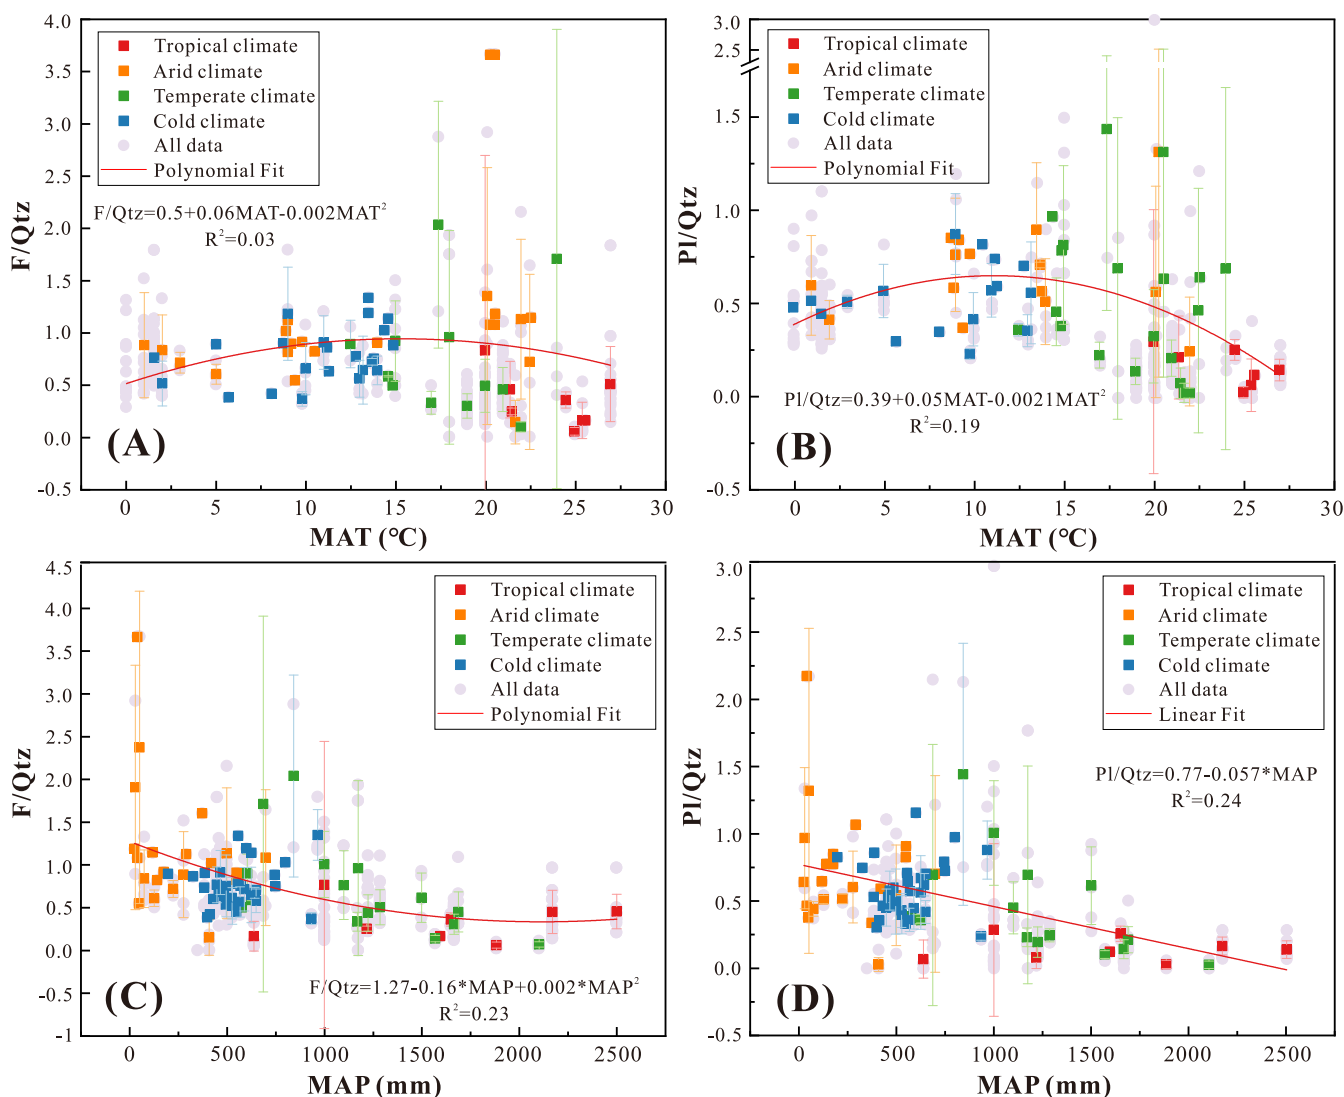 4.0
3.5
3.0
2.5
2.0
1.5
1.0
0.5
0.0
-0.5
F/Qtz
Tropical climate
Arid climate
Temperate climate
Cold climate
All data
Polynomial Fit
F/Qtz=0.5+0.06MAT-0.002MAT²
R²=0.03
(A)
0 5 10 15 20 25 30
MAT (℃)
3.0
2.5
1.5
1.0
0.5
0.0
-0.5
Pl/Qtz
Tropical climate
Arid climate
Temperate climate
Cold climate
All data
Polynomial Fit
Pl/Qtz=0.39+0.05MAT-0.0021MAT²
R²=0.19
(B)
0 5 10 15 20 25 30
MAT (℃)
4.5
4.0
3.5
3.0
2.5
2.0
1.5
1.0
0.5
0.0
-0.5
-1
F/Qtz
Tropical climate
Arid climate
Temperate climate
Cold climate
All data
Polynomial Fit
F/Qtz=1.27-0.16*MAP+0.002*MAP²
R²=0.23
(C)
0 500 1000 1500 2000 2500
MAP (mm)
3.0
2.5
2.0
1.5
1.0
0.5
0.0
-0.5
Pl/Qtz
Tropical climate
Arid climate
Temperate climate
Cold climate
All data
Linear Fit
Pl/Qtz=0.77-0.057*MAP
R²=0.24
(D)
0 500 1000 1500 2000 2500
MAP (mm)